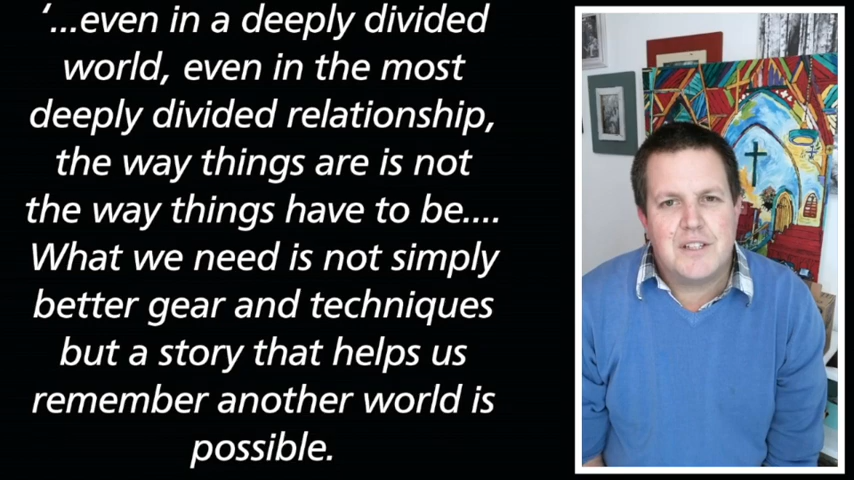 ‘...even in a deeply divided
world, even in the most
deeply divided relationship,
the way things are is not
the way things have to be....
What we need is not simply
better gear and techniques
but a story that helps us
remember another world is
possible.